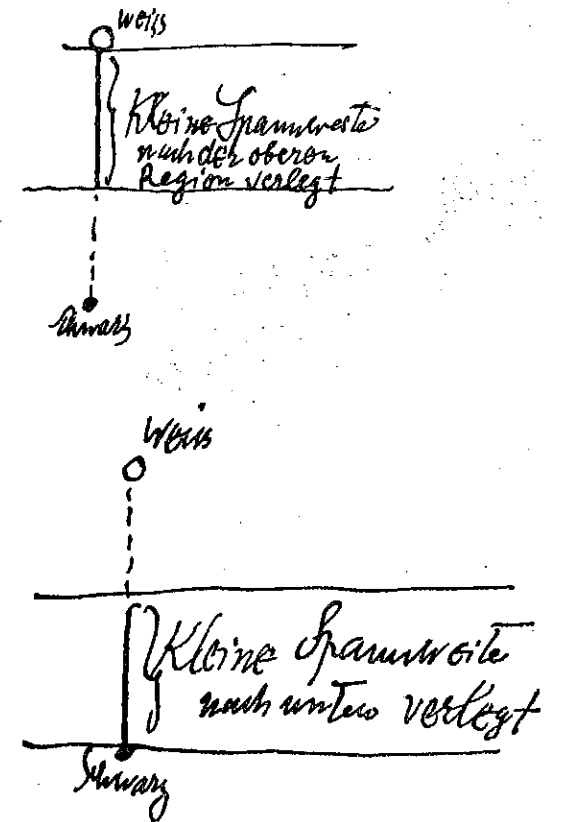 weiss
Kleine Spannweite
nach der oberen
Region verlegt
schwarz
Weiss
Kleine Spannweite
nach unten verlegt
Schwarz